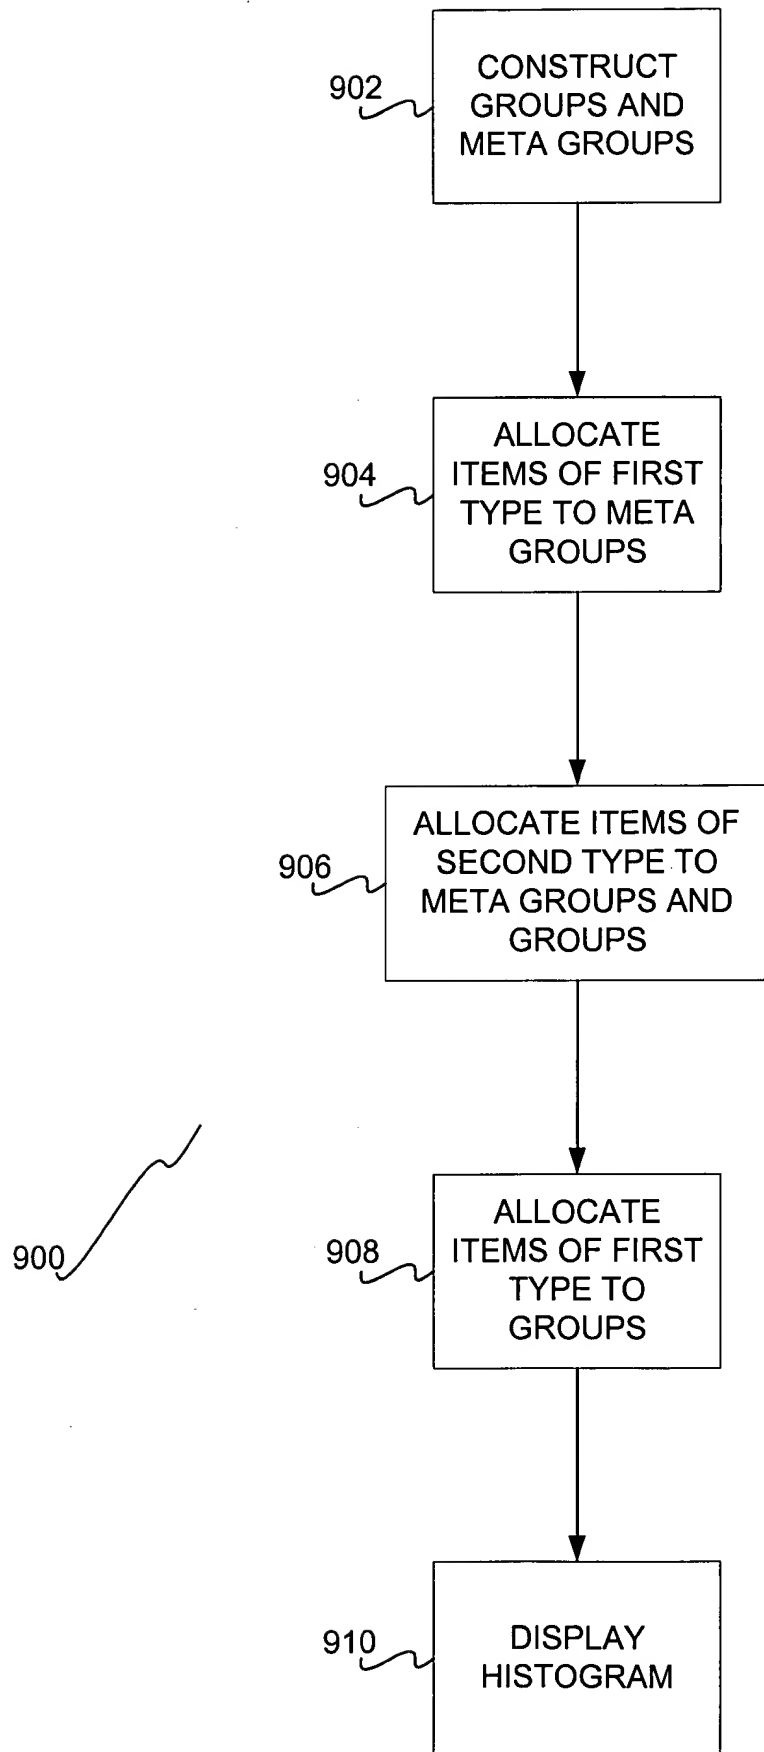 902
CONSTRUCT
GROUPS AND
META GROUPS
904
ALLOCATE
ITEMS OF FIRST
TYPE TO META
GROUPS
906
ALLOCATE ITEMS OF
SECOND TYPE TO
META GROUPS AND
GROUPS
900
908
ALLOCATE
ITEMS OF FIRST
TYPE TO
GROUPS
910
DISPLAY
HISTOGRAM